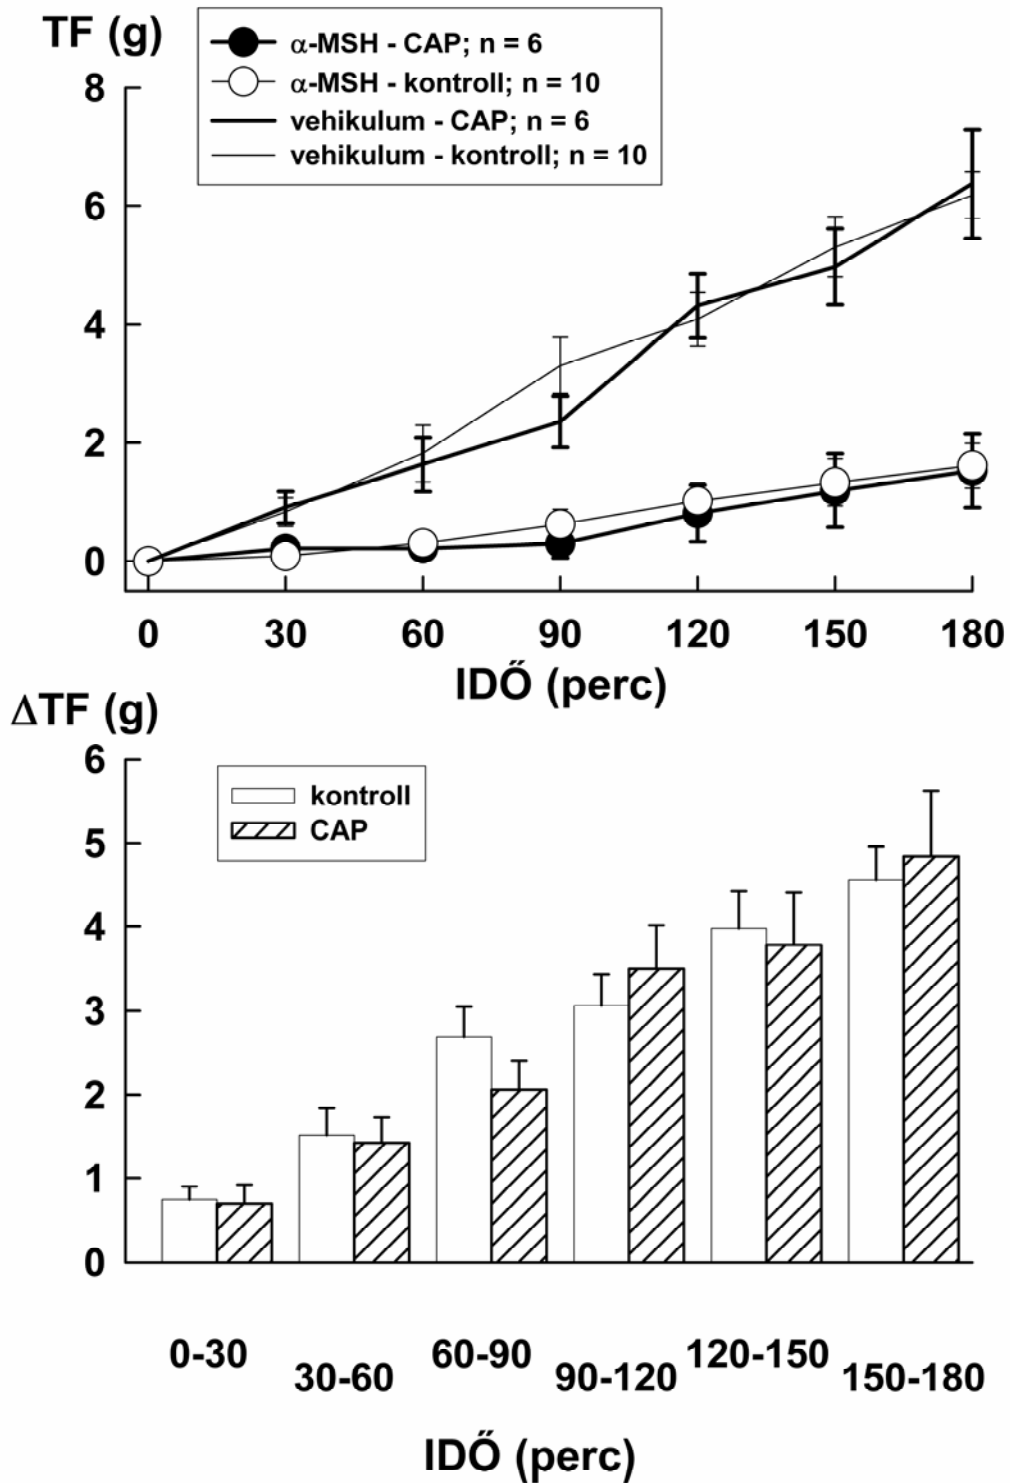 TF (g)
α-MSH - CAP; n = 6
α-MSH - kontroll; n = 10
vehikulum - CAP; n = 6
vehikulum - kontroll; n = 10
8
6
4
2
0
0 30 60 90 120 150 180
IDŐ (perc)
ΔTF (g)
kontroll
CAP
6
5
4
3
2
1
0
0-30 30-60 60-90 90-120 120-150 150-180
IDŐ (perc)